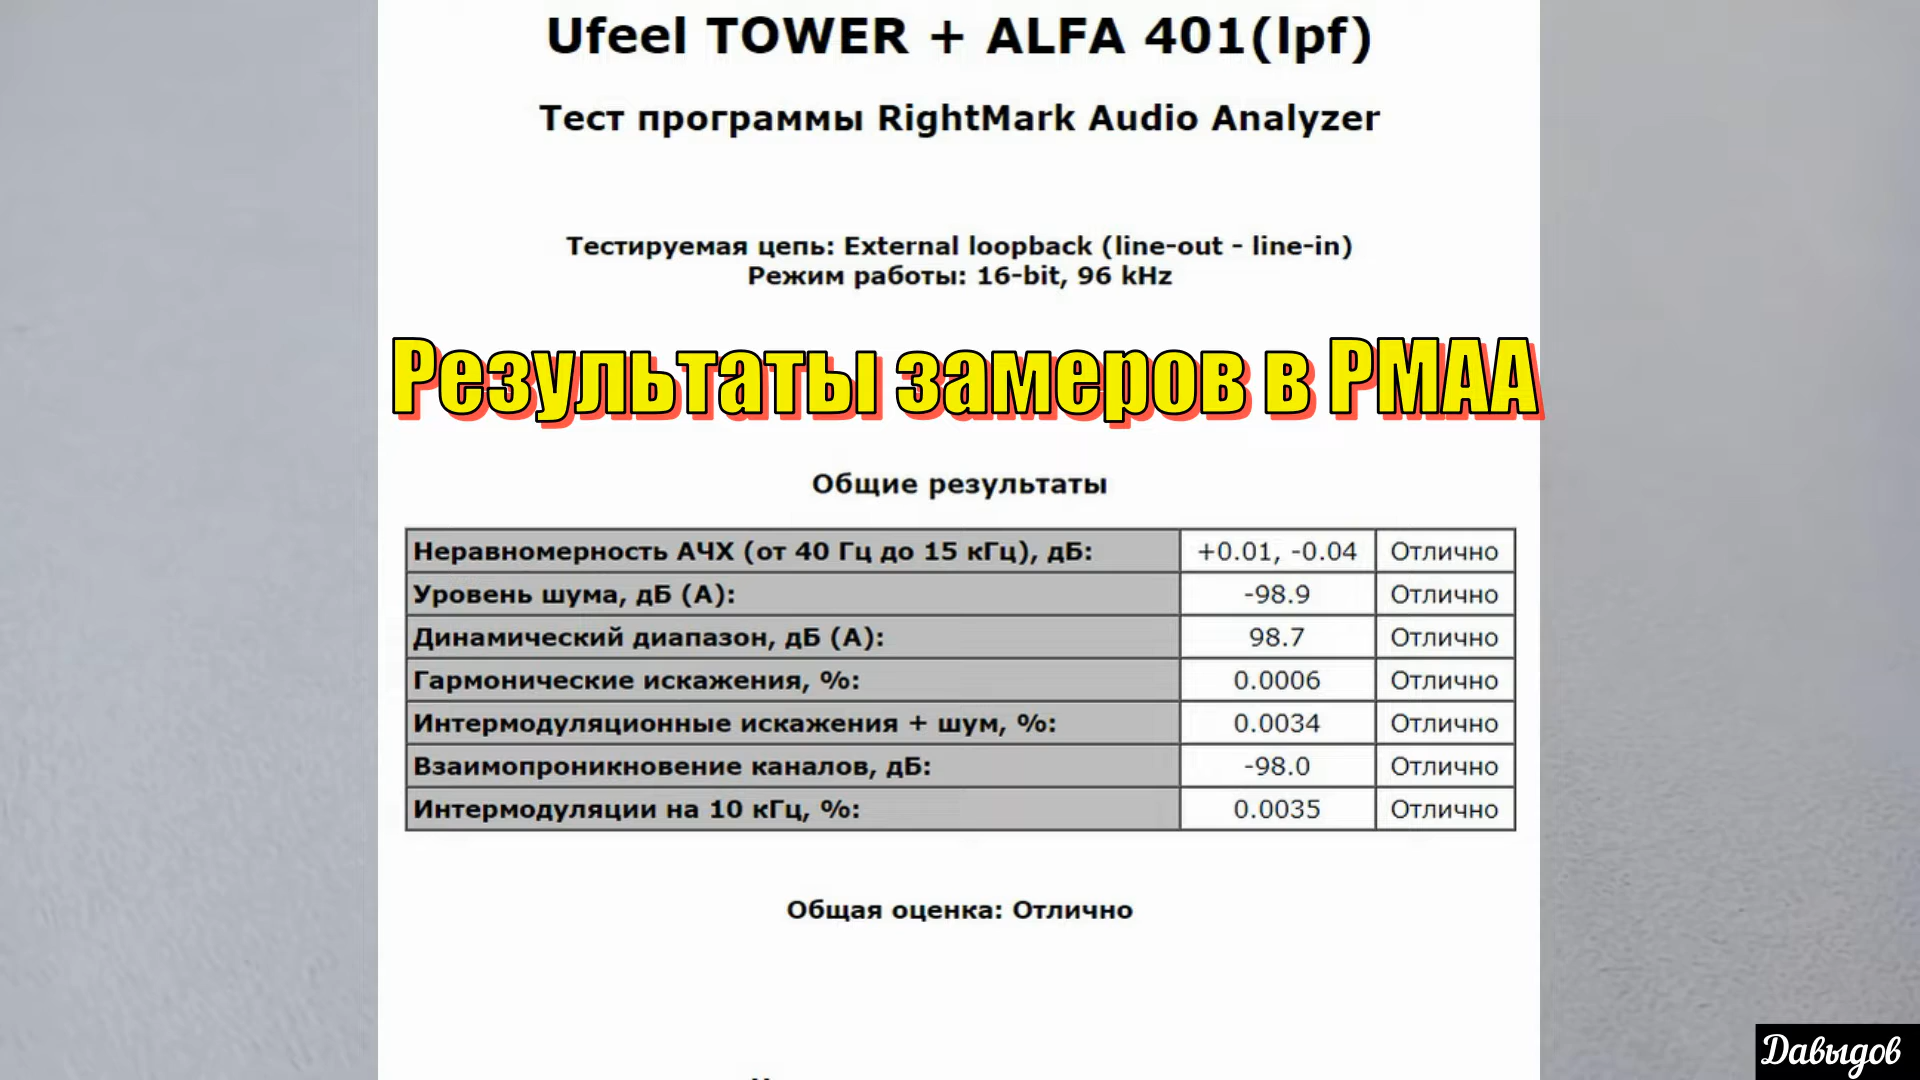 Ufeel TOWER + ALFA 401(lpf)
Тест программы RightMark Audio Analyzer
Тестируемая цепь: External loopback (line-out - line-in)
Режим работы: 16-bit, 96 kHz
Результаты замеров в РМАА
Общие результаты
Неравномерность АЧХ (от 40 Гц до 15 кГц), дБ: +0.01, -0.04 Отлично
Уровень шума, дБ (А): -98.9 Отлично
Динамический диапазон, дБ (А): 98.7 Отлично
Гармонические искажения, %: 0.0006 Отлично
Интермодуляционные искажения + шум, %: 0.0034 Отлично
Взаимопроникновение каналов, дБ: -98.0 Отлично
Интермодуляции на 10 кГц, %: 0.0035 Отлично
Общая оценка: Отлично
Давыдов